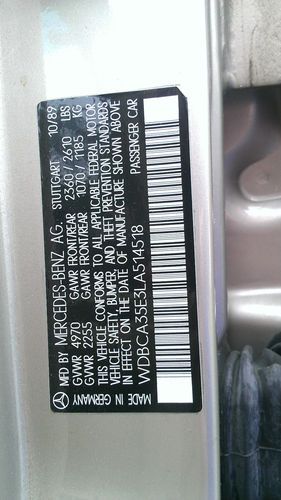 MFD BY MERCEDES-BENZ AG, STUTTGART 10/89
GVWR 4970 GAWR FRONT/REAR 2360/2610 LBS
GVWR 2255 GAWR FRONT/REAR 1070/1185 KG
THIS VEHICLE CONFORMS TO ALL APPLICABLE FEDERAL MOTOR
VEHICLE SAFETY, BUMPER AND THEFT PREVENTION STANDARDS
IN EFFECT ON THE DATE OF MANUFACTURE SHOWN ABOVE
WDBCA35E3LA514518 PASSENGER CAR
MADE IN GERMANY